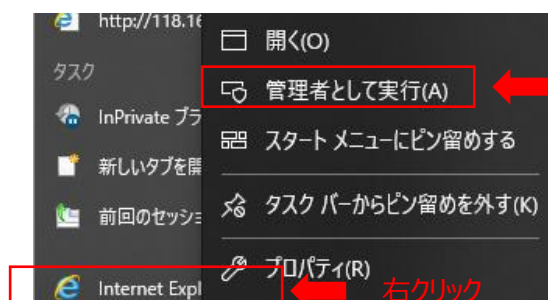 http://118.16
タスク
InPrivate ブラ
新しいタブを開
前回のセッショ
Internet Expl
開く(O)
管理者として実行(A)
スタート メニューにピン留めする
タスク バーからピン留めを外す(K)
プロパティ(R)
右クリック